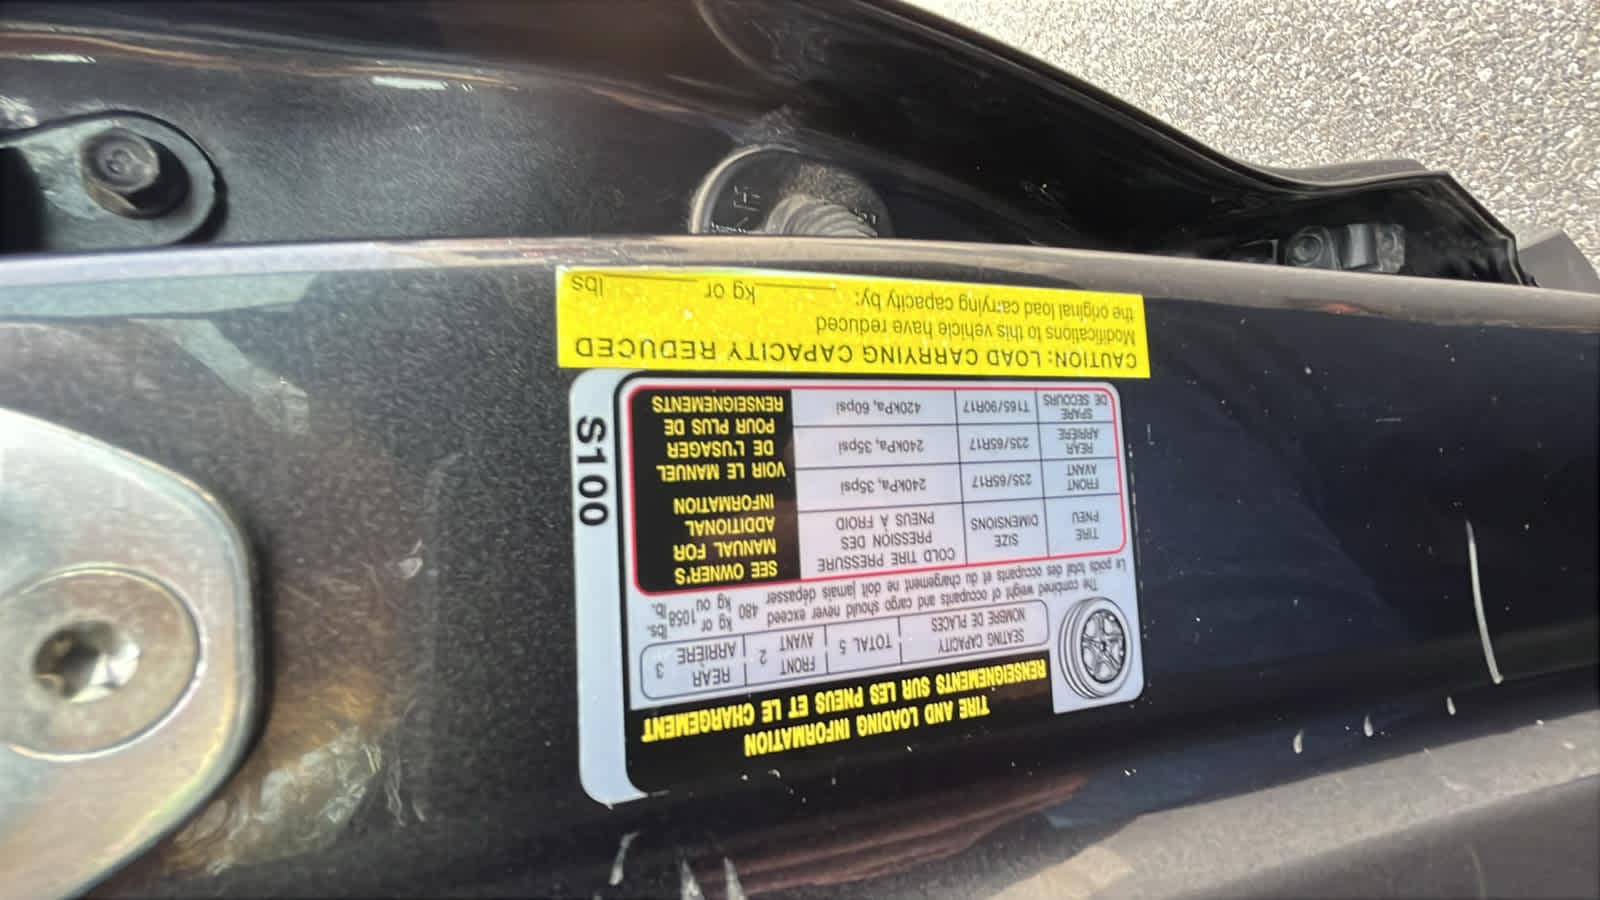 TIRE AND LOADING INFORMATION
RENSEIGNEMENTS SUR LES PNEUS ET LE CHARGEMENT
SEATING CAPACITY
NOMBRE DE PLACES
TOTAL 5
FRONT
AVANT 2
REAR
ARRIÈRE 3
The combined weight of occupants and cargo should never exceed 480 kg or 1058 lbs.
Le poids total des occupants et du chargement ne doit jamais dépasser kg ou lb.
TIRE
PNEU
SIZE
DIMENSIONS
COLD TIRE PRESSURE
PRESSION DES
PNEUS À FROID
FRONT
AVANT
235/65R17
240kPa, 35psi
REAR
ARRIÈRE
235/65R17
240kPa, 35psi
SPARE
DE SECOURS
T165/90R17
420kPa, 60psi
SEE OWNER'S
MANUAL FOR
ADDITIONAL
INFORMATION
VOIR LE MANUEL
DE L'USAGER
POUR PLUS DE
RENSEIGNEMENTS
S100
CAUTION: LOAD CARRYING CAPACITY REDUCED
Modifications to this vehicle have reduced
the original load carrying capacity by:
kg or lbs